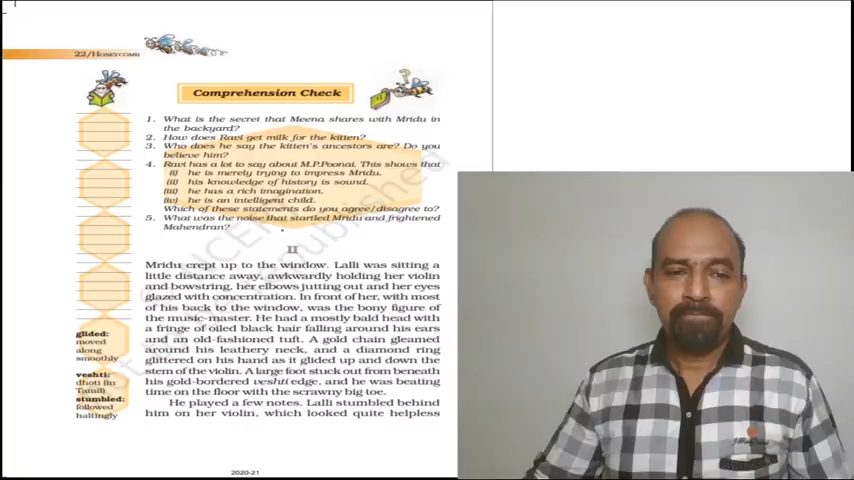 22/HONEYCOMB
Comprehension Check
1. What is the secret that Meena shares with Mridu in
the backyard?
2. How does Ravi get milk for the kitten?
3. Who does he say the kitten's ancestors are? Do you
believe him?
4. Ravi has a lot to say about M.P.Poonai. This shows that
(i) he is merely trying to impress Mridu.
(ii) his knowledge of history is sound.
(iii) he has a rich imagination.
(iv) he is an intelligent child.
Which of these statements do you agree/disagree to?
5. What was the noise that startled Mridu and frightened
Mahendran?
II
Mridu crept up to the window. Lalli was sitting a
little distance away, awkwardly holding her violin
and bowstring, her elbows jutting out and her eyes
glazed with concentration. In front of her, with most
of his back to the window, was the bony figure of
the music-master. He had a mostly bald head with
a fringe of oiled black hair falling around his ears
and an old-fashioned tuft. A gold chain gleamed
around his leathery neck, and a diamond ring
glittered on his hand as it glided up and down the
stem of the violin. A large foot stuck out from beneath
his gold-bordered veshti edge, and he was beating
time on the floor with the scrawny big toe.
He played a few notes. Lalli stumbled behind
him on her violin, which looked quite helpless
glided:
moved
along
smoothly
veshti:
dhoti (in
Tamil)
stumbled:
followed
haltingly
2020-21